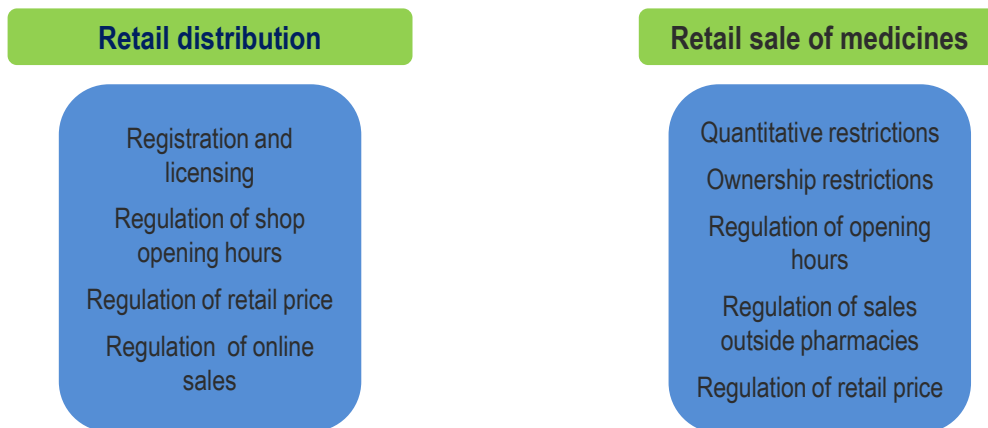 Retail distribution
Registration and
licensing
Regulation of shop
opening hours
Regulation of retail price
Regulation of online
sales
Retail sale of medicines
Quantitative restrictions
Ownership restrictions
Regulation of opening
hours
Regulation of sales
outside pharmacies
Regulation of retail price